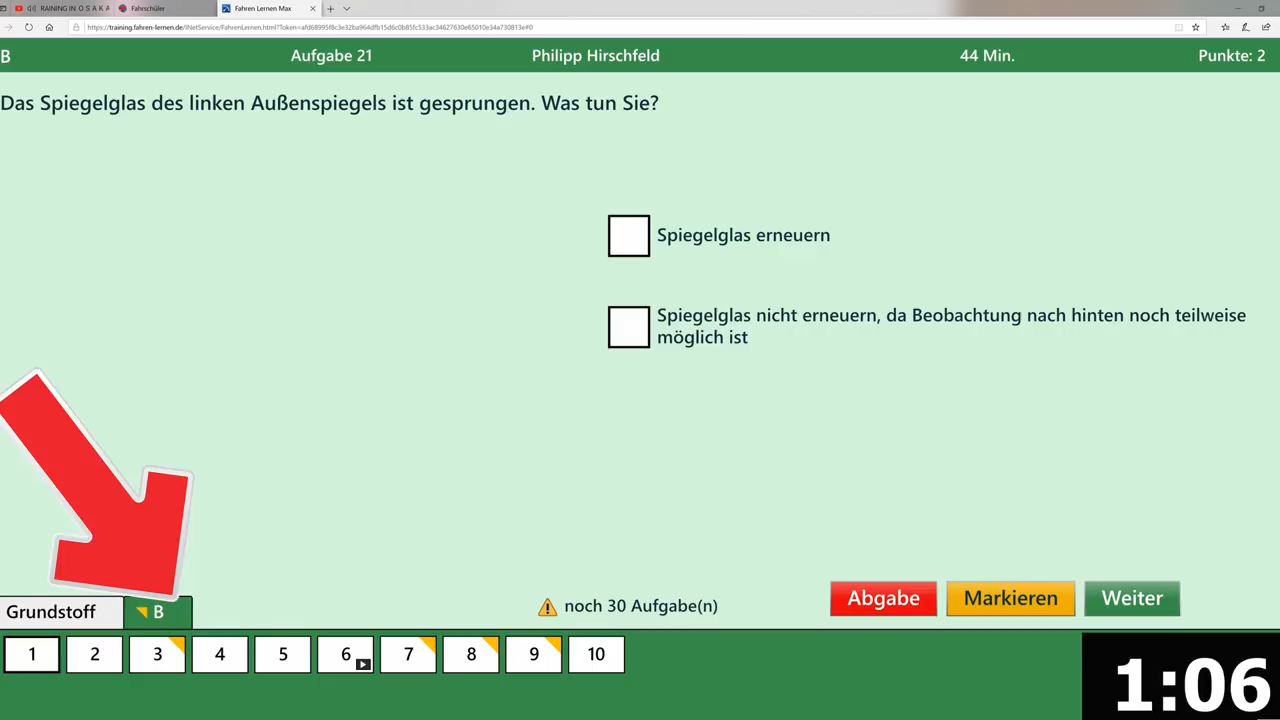 RAINING IN O S A K A
Fahrschüler
Fahren Lernen Max
B
Aufgabe 21
Philipp Hirschfeld
44 Min.
Punkte: 2
Das Spiegelglas des linken Außenspiegels ist gesprungen. Was tun Sie?
Spiegelglas erneuern
Spiegelglas nicht erneuern, da Beobachtung nach hinten noch teilweise
möglich ist
Grundstoff
B
noch 30 Aufgabe(n)
Abgabe
Markieren
Weiter
1
2
3
4
5
6
7
8
9
10
1:06